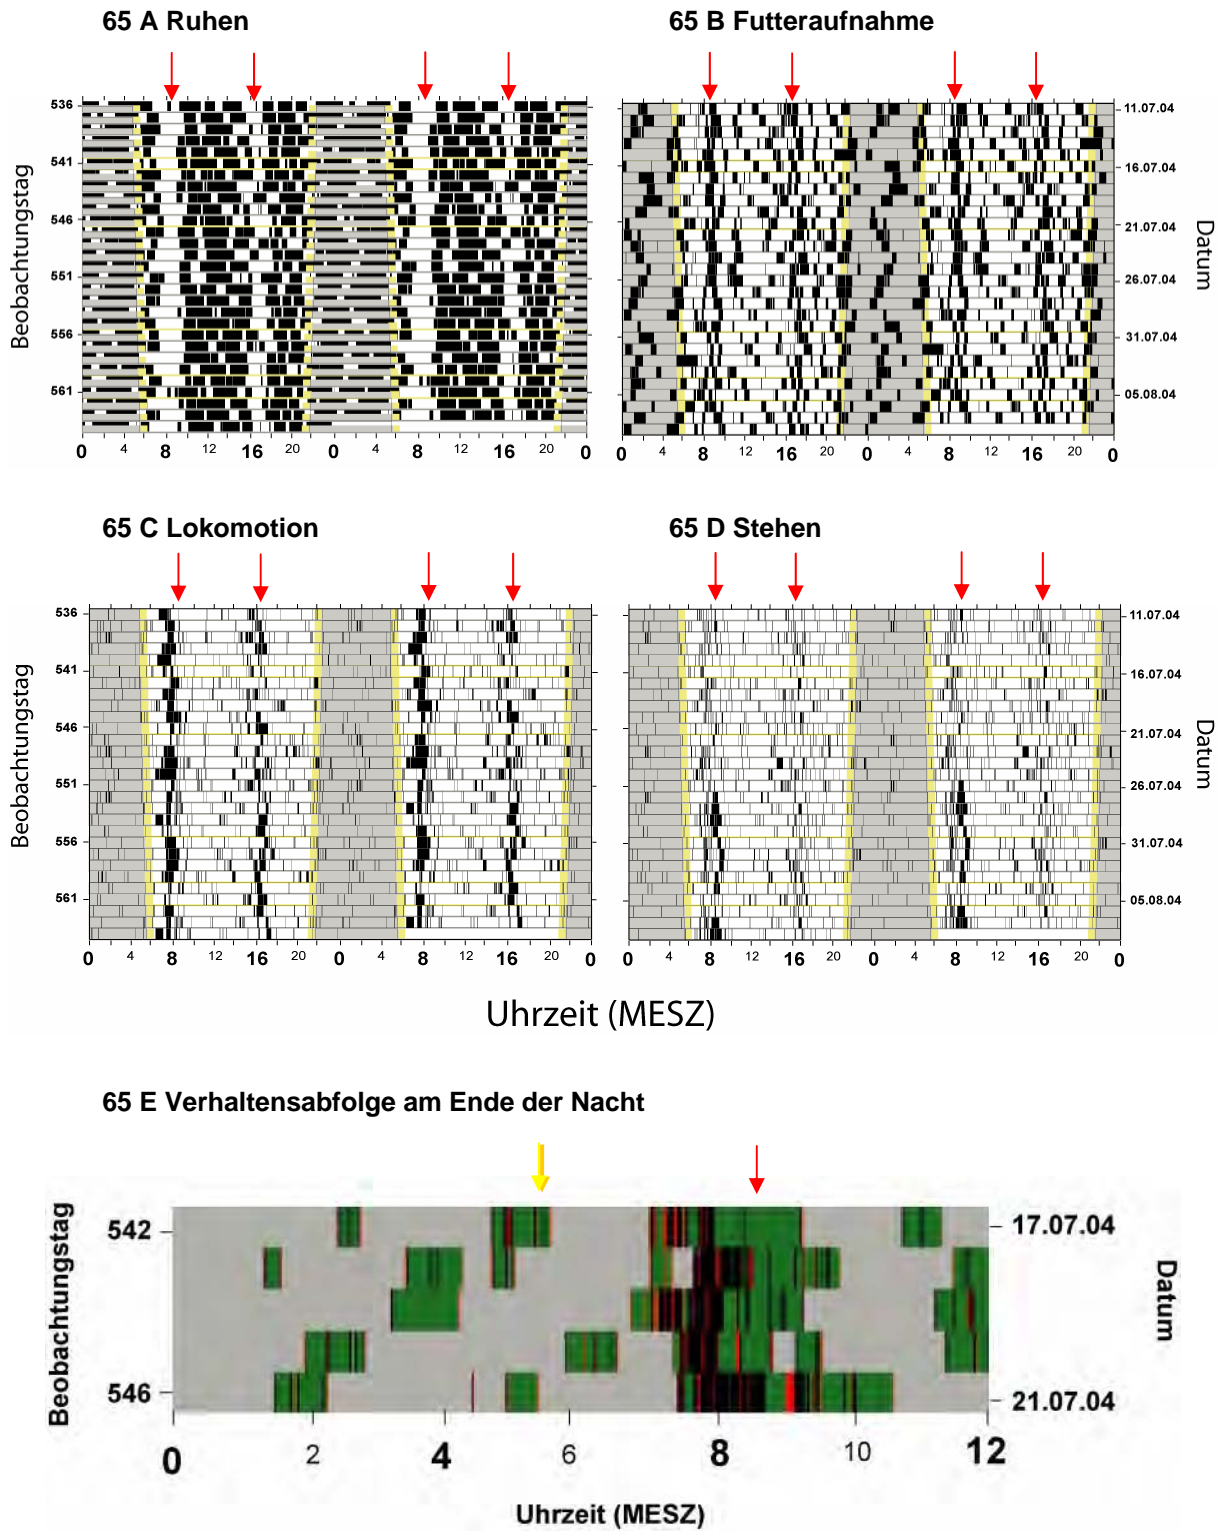 65 A Ruhen
65 B Futteraufnahme
Beobachtungstag
536
541
546
551
556
561
0 4 8 12 16 20 0 4 8 12 16 20 0
11.07.04
16.07.04
21.07.04
26.07.04
31.07.04
05.08.04
Datum
0 4 8 12 16 20 0 4 8 12 16 20 0
65 C Lokomotion
65 D Stehen
Beobachtungstag
536
541
546
551
556
561
0 4 8 12 16 20 0 4 8 12 16 20 0
11.07.04
16.07.04
21.07.04
26.07.04
31.07.04
05.08.04
Datum
0 4 8 12 16 20 0 4 8 12 16 20 0
Uhrzeit (MESZ)
65 E Verhaltensabfolge am Ende der Nacht
Beobachtungstag
542
546
17.07.04
21.07.04
Datum
0 2 4 6 8 10 12
Uhrzeit (MESZ)